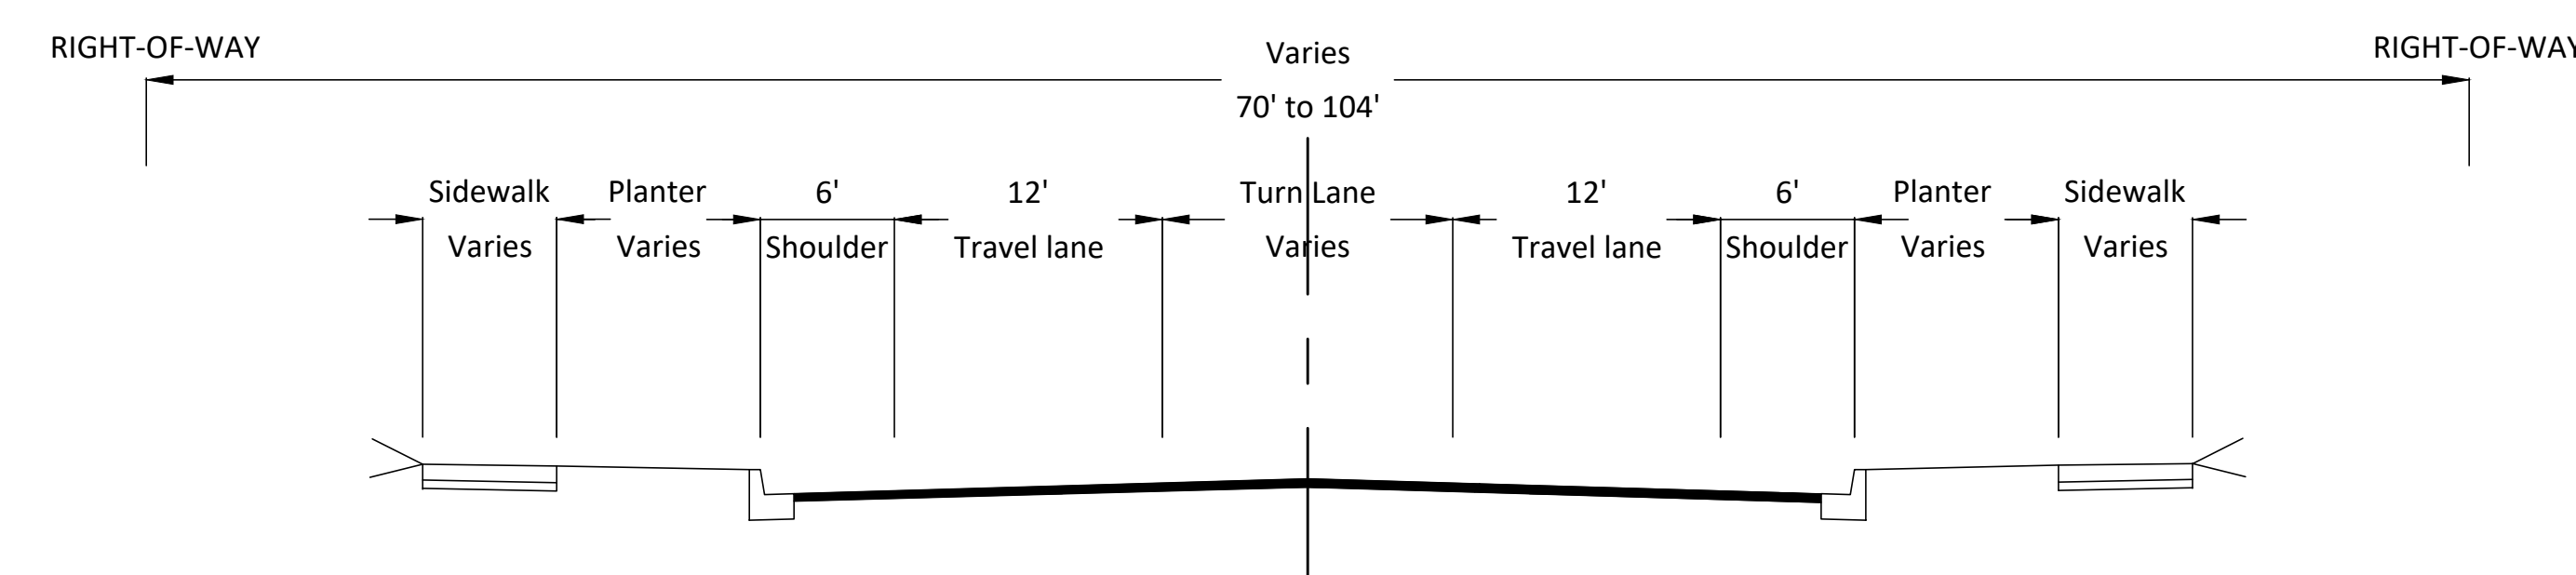 RIGHT-OF-WAY
Varies
RIGHT-OF-WAY
70' to 104'
Sidewalk Planter 6' 12' Turn Lane 12' 6' Planter Sidewalk
Varies Varies Shoulder Travel lane Varies Travel lane Shoulder Varies Varies